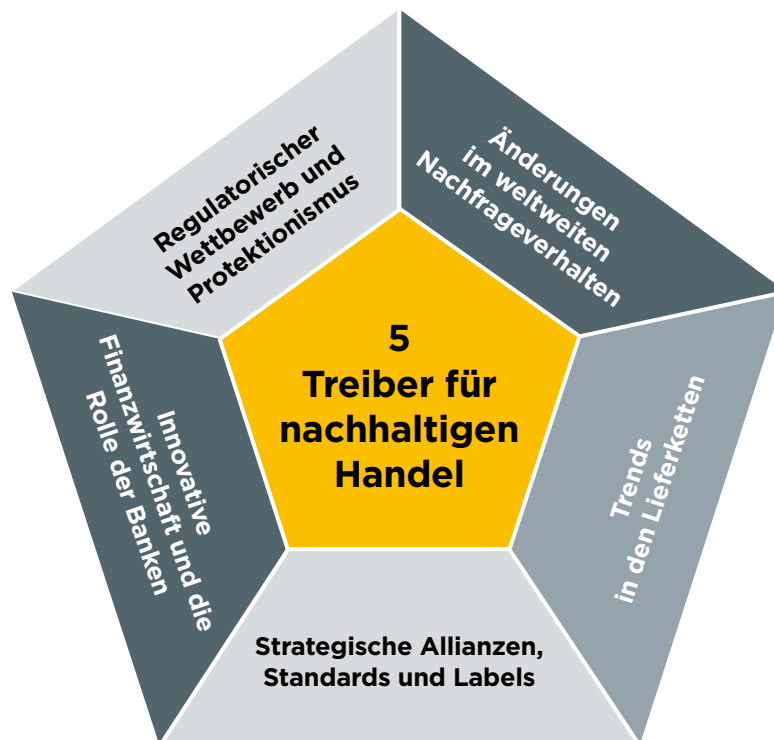 5
Treiber für
nachhaltigen
Handel
Änderungen
im weltweiten
Nachfrageverhalten
Trends
in den Lieferketten
Strategische Allianzen,
Standards und Labels
Innovative
Finanzwirtschaft und die
Rolle der Banken
Regulatorischer
Wettbewerb und
Protektionismus